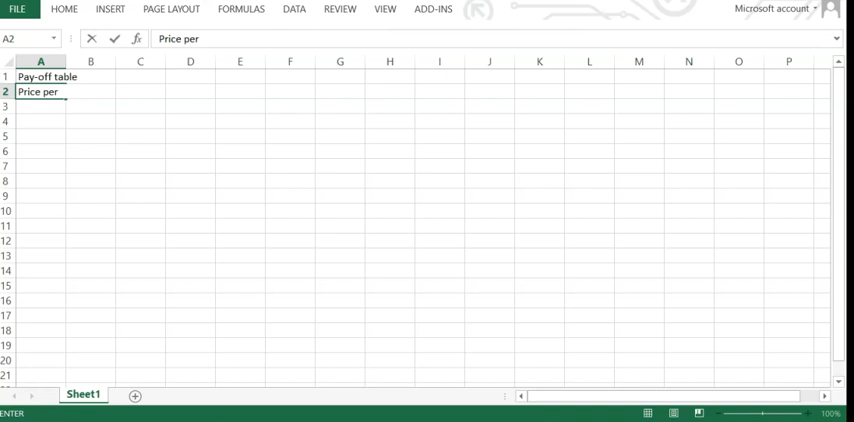 FILE HOME INSERT PAGE LAYOUT FORMULAS DATA REVIEW VIEW ADD-INS Microsoft account
A2 fx Price per
A B C D E F G H I J K L M N O P
1 Pay-off table
2 Price per
3
4
5
6
7
8
9
10
11
12
13
14
15
16
17
18
19
20
21
Sheet1
ENTER 100%